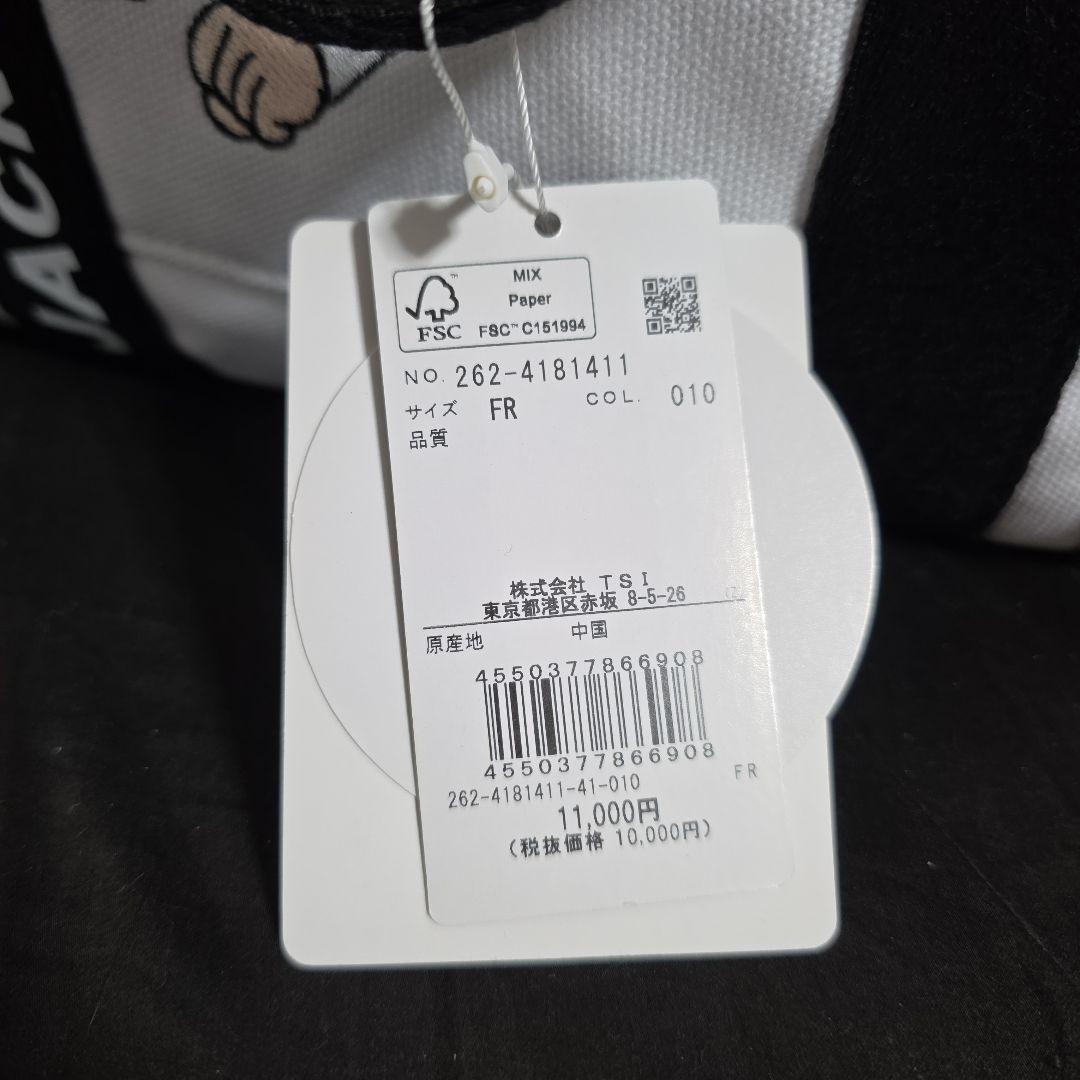 JACK
MIX
Paper
FSC™ C151994
FSC
NO. 262-4181411
サイズ FR COL. 010
品質
株式会社 TSI
東京都港区赤坂 8-5-26
原産地 中国
4550377866908
4550377866908
262-4181411-41-010 FR
11,000円
(税抜価格 10,000円)